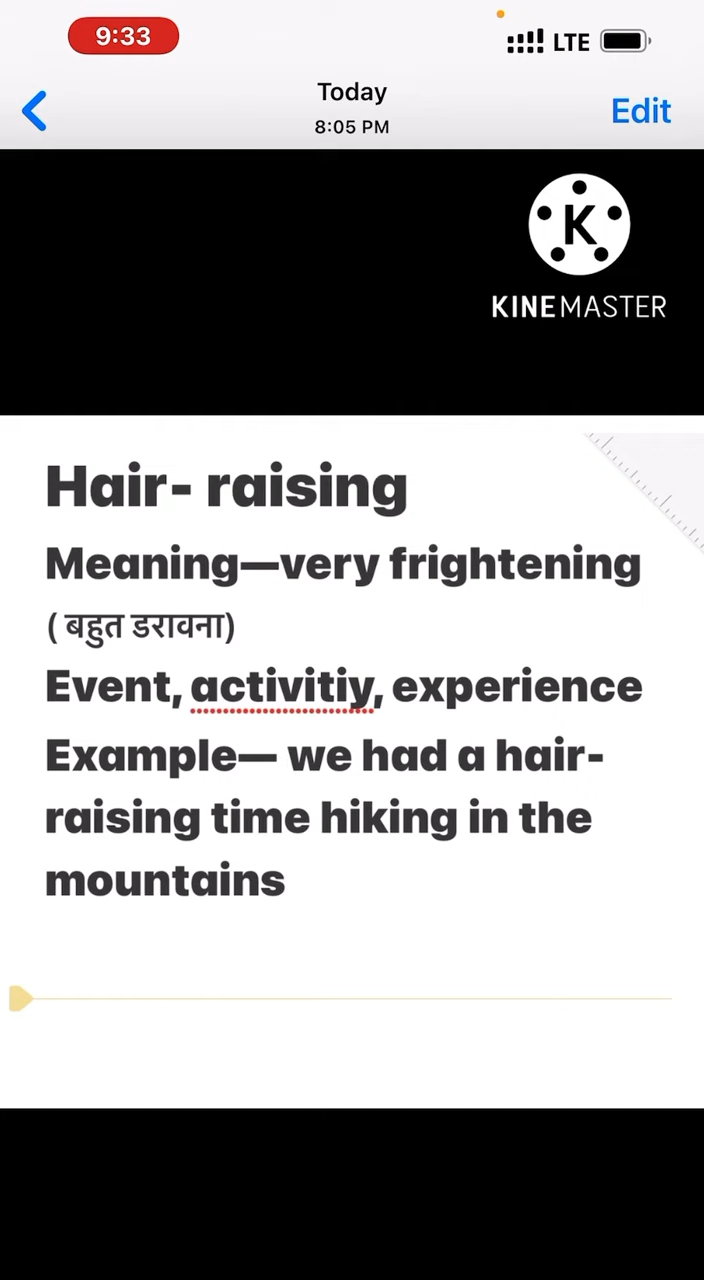 9:33
LTE
Today
8:05 PM
Edit
K
KINEMASTER
Hair- raising
Meaning—very frightening
( बहुत डरावना)
Event, activitiy, experience
Example— we had a hair-
raising time hiking in the
mountains